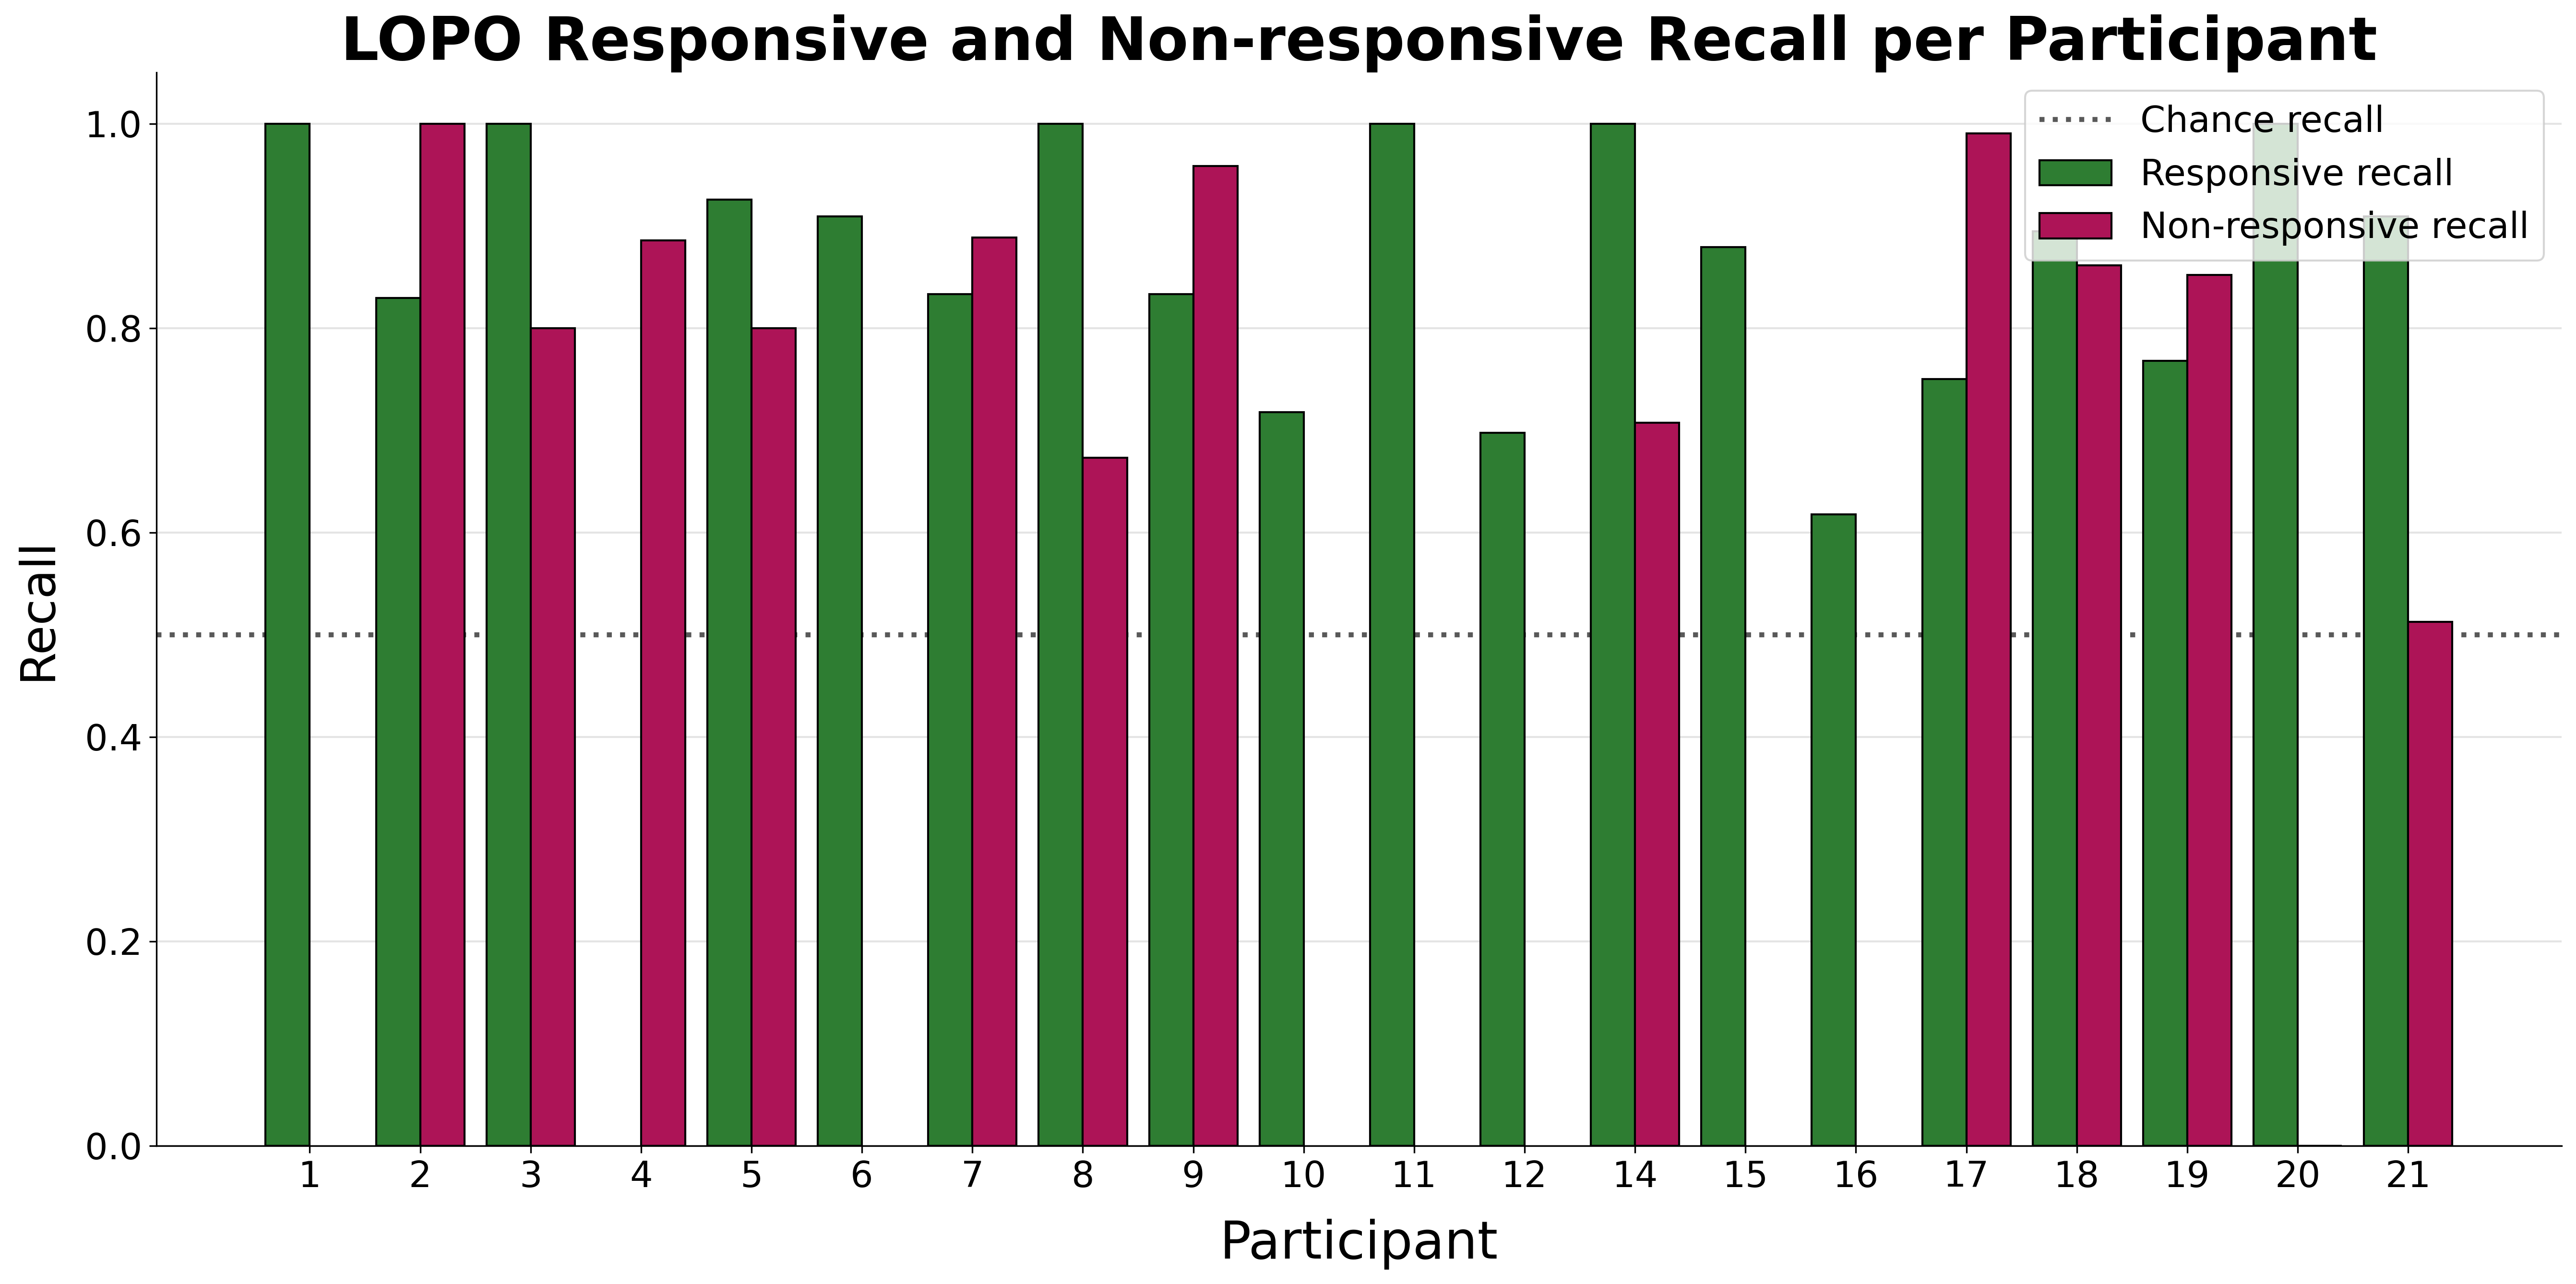 LOPO Responsive and Non-responsive Recall per Participant
Chance recall
Responsive recall
Non-responsive recall
1.0
0.8
0.6
0.4
0.2
0.0
Recall
1 2 3 4 5 6 7 8 9 10 11 12 14 15 16 17 18 19 20 21
Participant